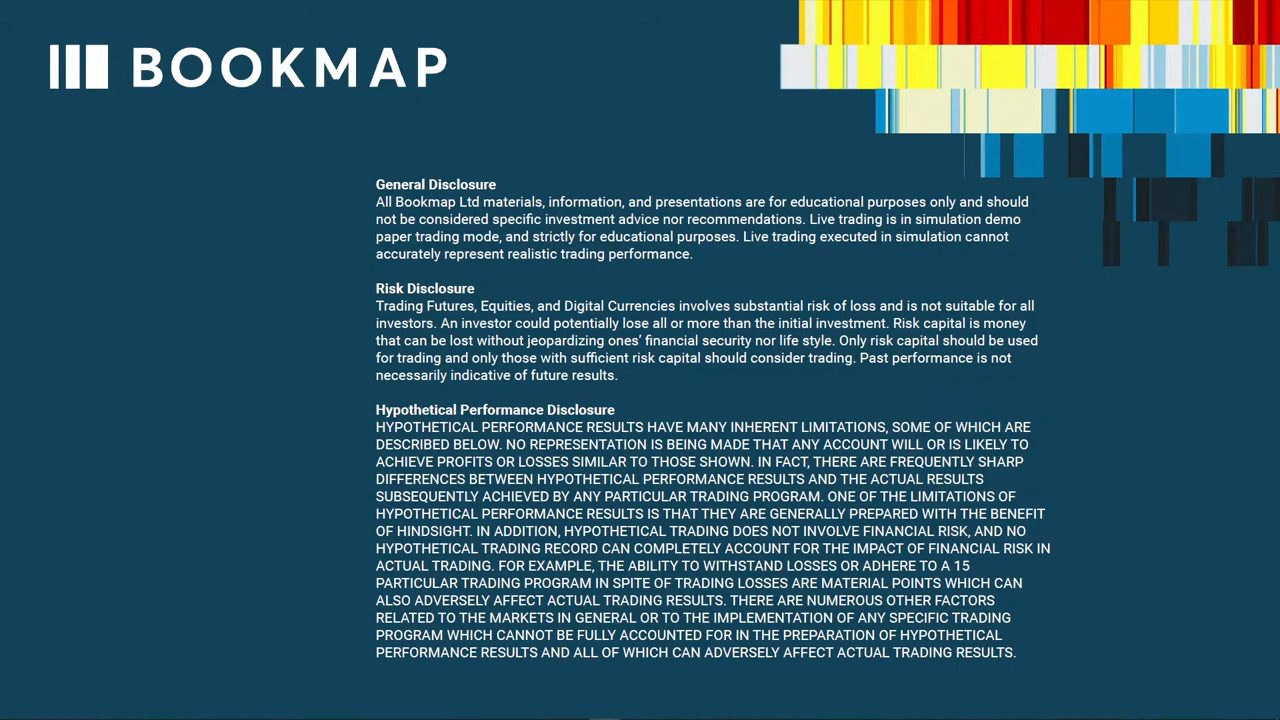 BOOKMAP
General Disclosure
All Bookmap Ltd materials, information, and presentations are for educational purposes only and should
not be considered specific investment advice nor recommendations. Live trading is in simulation demo
paper trading mode, and strictly for educational purposes. Live trading executed in simulation cannot
accurately represent realistic trading performance.
Risk Disclosure
Trading Futures, Equities, and Digital Currencies involves substantial risk of loss and is not suitable for all
investors. An investor could potentially lose all or more than the initial investment. Risk capital is money
that can be lost without jeopardizing ones’ financial security nor life style. Only risk capital should be used
for trading and only those with sufficient risk capital should consider trading. Past performance is not
necessarily indicative of future results.
Hypothetical Performance Disclosure
HYPOTHETICAL PERFORMANCE RESULTS HAVE MANY INHERENT LIMITATIONS, SOME OF WHICH ARE
DESCRIBED BELOW. NO REPRESENTATION IS BEING MADE THAT ANY ACCOUNT WILL OR IS LIKELY TO
ACHIEVE PROFITS OR LOSSES SIMILAR TO THOSE SHOWN. IN FACT, THERE ARE FREQUENTLY SHARP
DIFFERENCES BETWEEN HYPOTHETICAL PERFORMANCE RESULTS AND THE ACTUAL RESULTS
SUBSEQUENTLY ACHIEVED BY ANY PARTICULAR TRADING PROGRAM. ONE OF THE LIMITATIONS OF
HYPOTHETICAL PERFORMANCE RESULTS IS THAT THEY ARE GENERALLY PREPARED WITH THE BENEFIT
OF HINDSIGHT. IN ADDITION, HYPOTHETICAL TRADING DOES NOT INVOLVE FINANCIAL RISK, AND NO
HYPOTHETICAL TRADING RECORD CAN COMPLETELY ACCOUNT FOR THE IMPACT OF FINANCIAL RISK IN
ACTUAL TRADING. FOR EXAMPLE, THE ABILITY TO WITHSTAND LOSSES OR ADHERE TO A 15
PARTICULAR TRADING PROGRAM IN SPITE OF TRADING LOSSES ARE MATERIAL POINTS WHICH CAN
ALSO ADVERSELY AFFECT ACTUAL TRADING RESULTS. THERE ARE NUMEROUS OTHER FACTORS
RELATED TO THE MARKETS IN GENERAL OR TO THE IMPLEMENTATION OF ANY SPECIFIC TRADING
PROGRAM WHICH CANNOT BE FULLY ACCOUNTED FOR IN THE PREPARATION OF HYPOTHETICAL
PERFORMANCE RESULTS AND ALL OF WHICH CAN ADVERSELY AFFECT ACTUAL TRADING RESULTS.